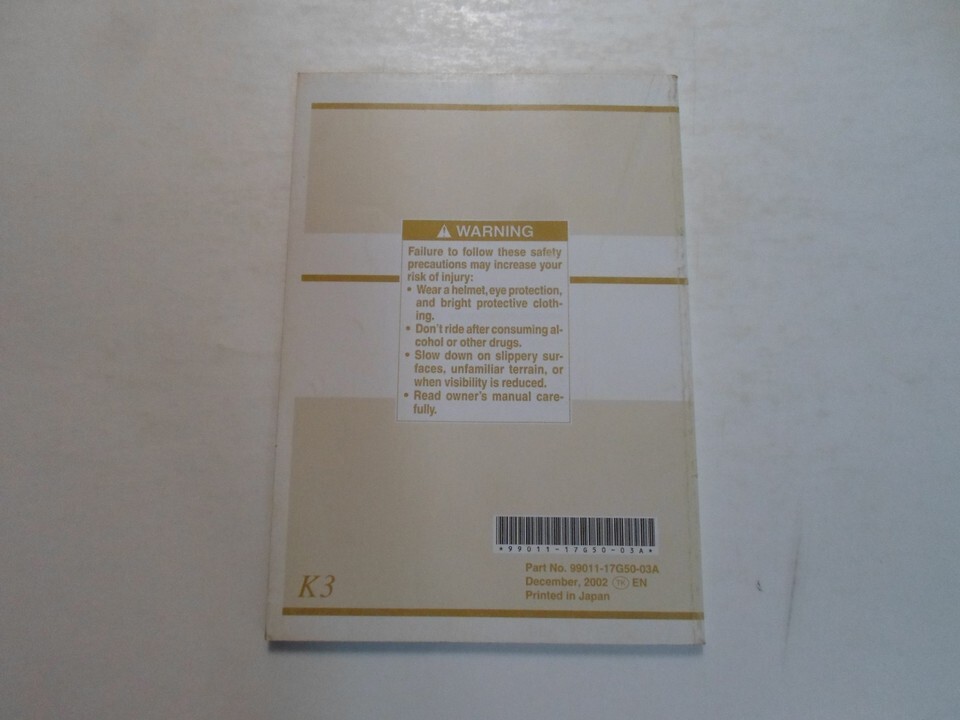 WARNING
Failure to follow these safety
precautions may increase your
risk of injury:
• Wear a helmet, eye protection,
and bright protective cloth-
ing.
• Don't ride after consuming al-
cohol or other drugs.
• Slow down on slippery sur-
faces, unfamiliar terrain, or
when visibility is reduced.
• Read owner's manual care-
fully.
*99011-17G50-03A*
Part No. 99011-17G50-03A
December, 2002 TK EN
Printed in Japan
K3